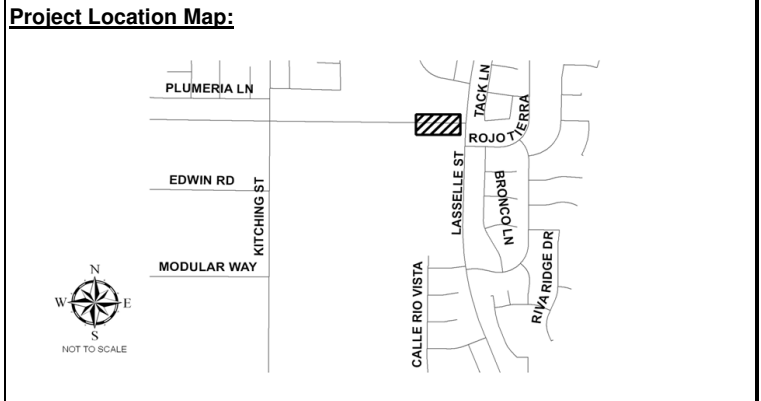 Project Location Map:
PLUMERIA LN
TACK LN
ROJO TIERRA
EDWIN RD
KITCHING ST
LASSELLE ST
BRONCO LN
MODULAR WAY
CALLE RIO VISTA
RIVA RIDGE DR
N
W
E
S
NOT TO SCALE